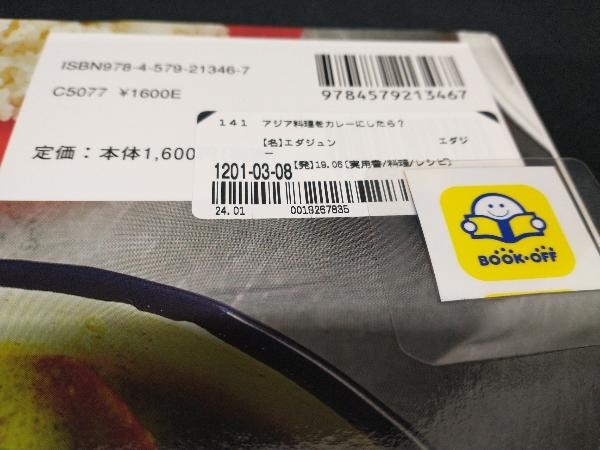 ISBN978-4-579-21346-7
C5077 ¥1600E
定価:本体1,600
9784579213467
141 アジア料理をカレーにしたら?
【名】エダジュン エダジ
1201-03-08 【発】19.06【実用書/料理/レシピ】
24.01 0019267835
BOOK・OFF